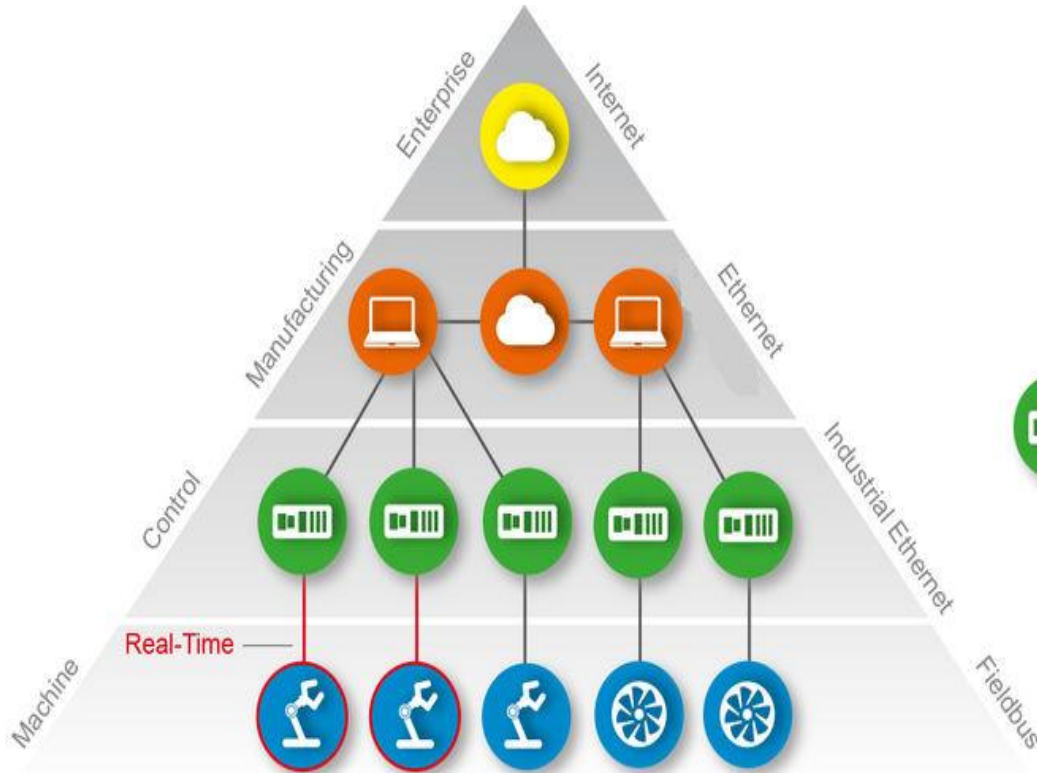 Enterprise
Internet
Manufacturing
Ethernet
Control
Industrial Ethernet
Real-Time
Machine
Fieldbus